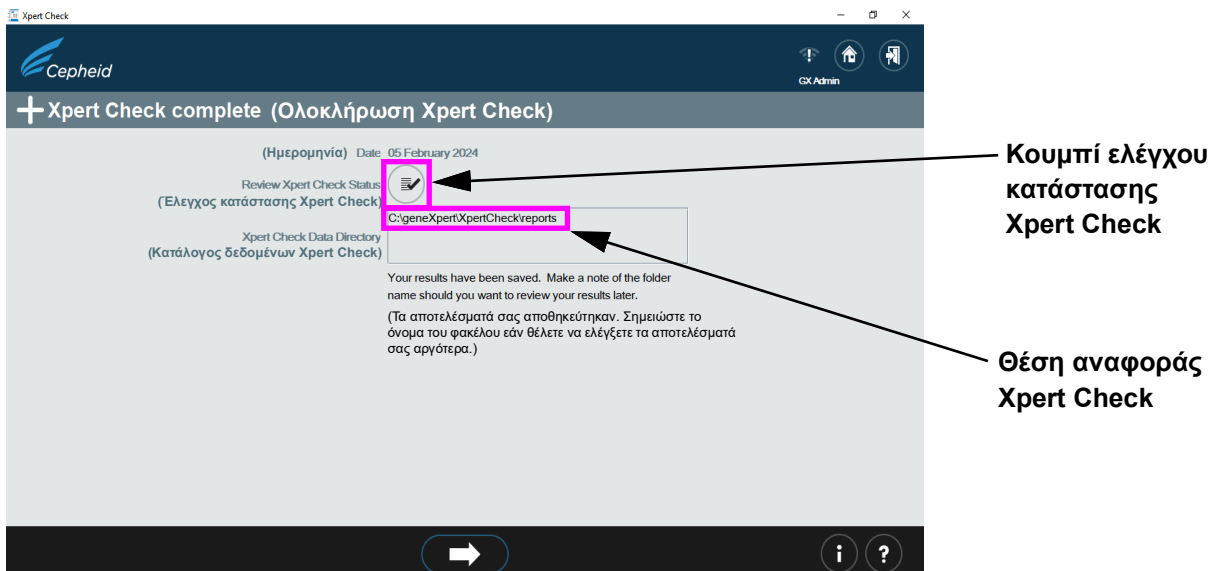 Xpert Check
Cepheid
GX Admin
Xpert Check complete (Ολοκλήρωση Xpert Check)
(Ημερομηνία) Date 05 February 2024
Review Xpert Check Status
(Έλεγχος κατάστασης Xpert Check)
C:\geneXpert\XpertCheck\reports
Xpert Check Data Directory
(Κατάλογος δεδομένων Xpert Check)
Your results have been saved. Make a note of the folder
name should you want to review your results later.
(Τα αποτελέσματά σας αποθηκεύτηκαν. Σημειώστε το
όνομα του φακέλου εάν θέλετε να ελέγξετε τα αποτελέσματά
σας αργότερα.)
Κουμπί ελέγχου
κατάστασης
Xpert Check
Θέση αναφοράς
Xpert Check